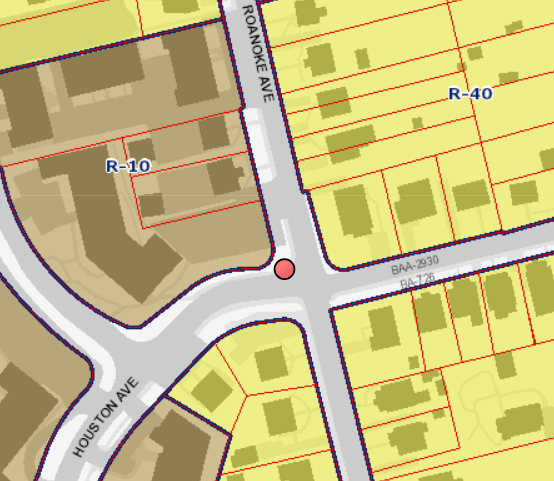 ROANOKE AVE
R-40
R-10
BAA-2930
BA-726
HOUSTON AVE